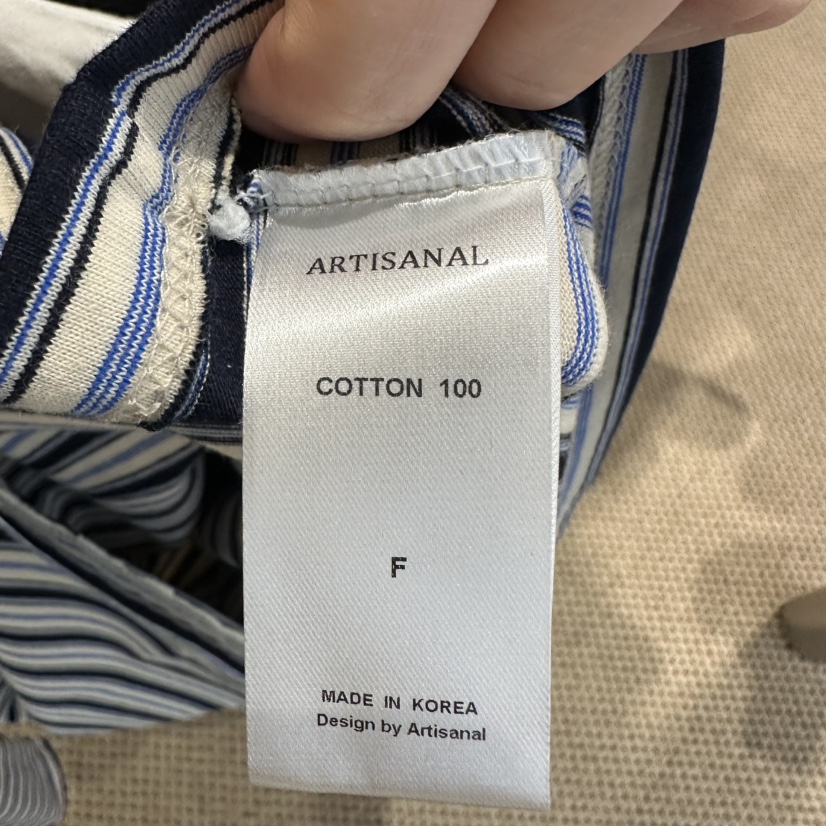 ARTISANAL
COTTON 100
F
MADE IN KOREA
Design by Artisanal